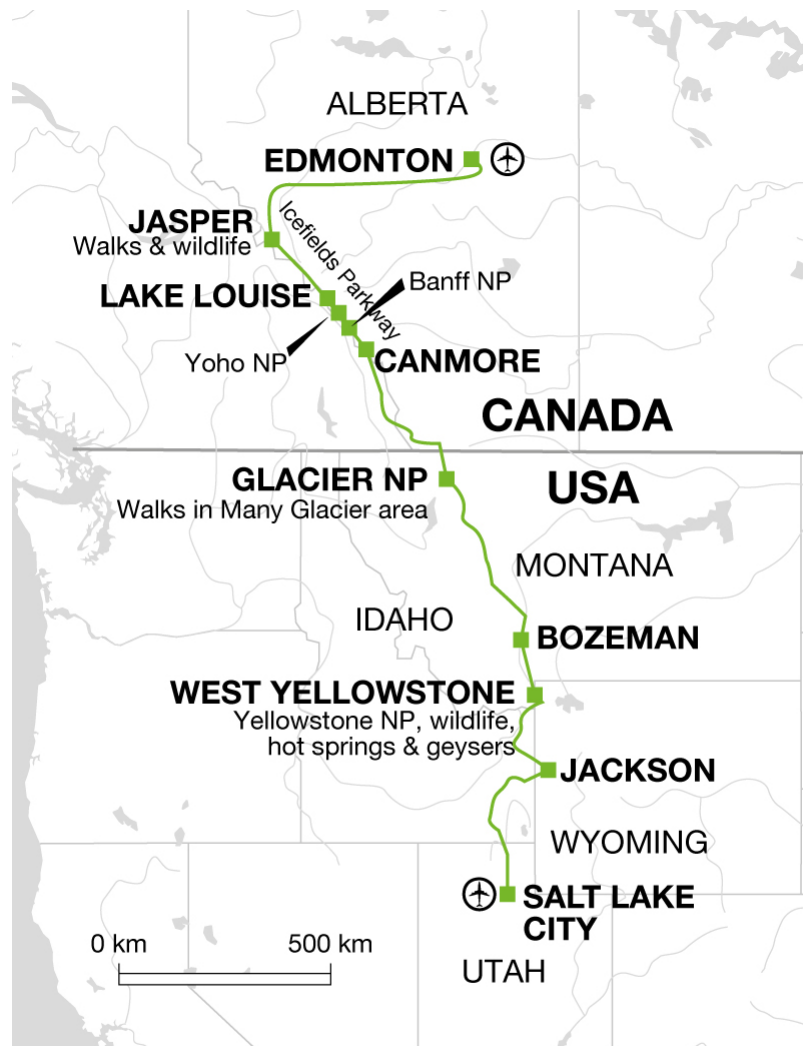 ALBERTA
EDMONTON
JASPER
Walks & wildlife
Icefields Parkway
LAKE LOUISE
Banff NP
Yoho NP
CANMORE
CANADA
GLACIER NP
Walks in Many Glacier area
USA
MONTANA
IDAHO
BOZEMAN
WEST YELLOWSTONE
Yellowstone NP, wildlife,
hot springs & geysers
JACKSON
WYOMING
SALT LAKE
CITY
0 km 500 km
UTAH